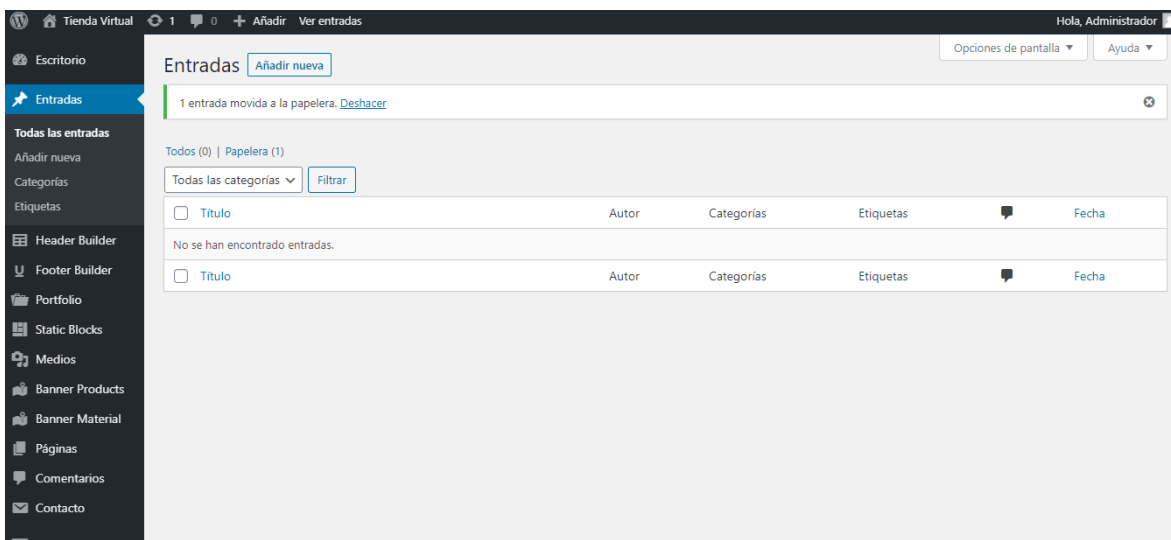 Tienda Virtual 1 0 + Añadir Ver entradas Hola, Administrador
Opciones de pantalla ▼ Ayuda ▼
Escritorio
Entradas
Todas las entradas
Añadir nueva
Categorías
Etiquetas
Header Builder
Footer Builder
Portfolio
Static Blocks
Medios
Banner Products
Banner Material
Páginas
Comentarios
Contacto
Entradas Añadir nueva
1 entrada movida a la papelera. Deshacer
Todos (0) | Papelera (1)
Todas las categorías Filtrar
Título Autor Categorías Etiquetas Fecha
No se han encontrado entradas.
Título Autor Categorías Etiquetas Fecha